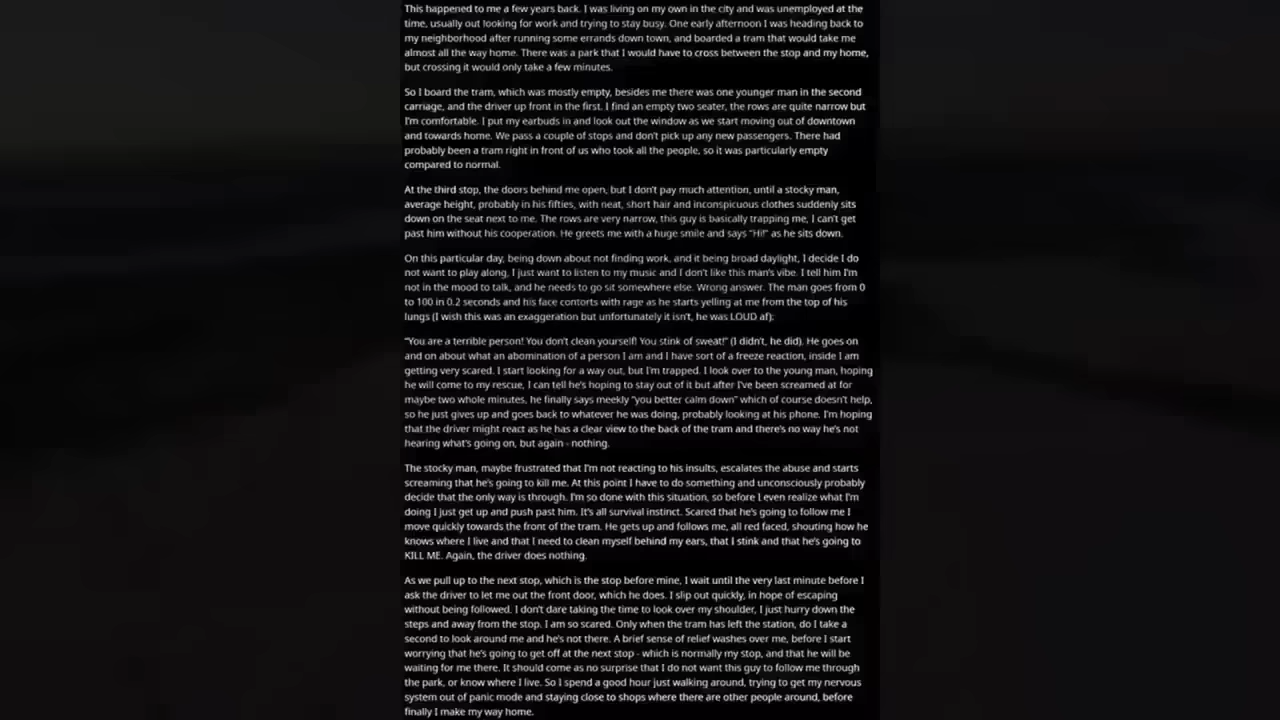 This happened to me a few years back. I was living on my own in the city and was unemployed at the
time, usually out looking for work and trying to stay busy. One early afternoon I was heading back to
my neighborhood after running some errands down town, and boarded a tram that would take me
almost all the way home. There was a park that I would have to cross between the stop and my home,
but crossing it would only take a few minutes.
So I board the tram, which was mostly empty, besides me there was one younger man in the second
carriage, and the driver up front in the first. I find an empty two seater, the rows are quite narrow but
I'm comfortable. I put my earbuds in and look out the window as we start moving out of downtown
and towards home. We pass a couple of stops and don't pick up any new passengers. There had
probably been a tram right in front of us who took all the people, so it was particularly empty
compared to normal.
At the third stop, the doors behind me open, but I don't pay much attention, until a stocky man,
average height, probably in his fifties, with neat, short hair and inconspicuous clothes suddenly sits
down on the seat next to me. The rows are very narrow, this guy is basically trapping me, I can't get
past him without his cooperation. He greets me with a huge smile and says "Hi!" as he sits down.
On this particular day, being down about not finding work, and it being broad daylight, I decide I do
not want to play along, I just want to listen to my music and I don't like this man's vibe. I tell him I'm
not in the mood to talk, and he needs to go sit somewhere else. Wrong answer. The man goes from 0
to 100 in 0.2 seconds and his face contorts with rage as he starts yelling at me from the top of his
lungs (I wish this was an exaggeration but unfortunately it isn't, he was LOUD af):
"You are a terrible person! You don't clean yourself! You stink of sweat!" (I didn't, he did). He goes on
and on about what an abomination of a person I am and I have sort of a freeze reaction, inside I am
getting very scared. I start looking for a way out, but I'm trapped. I look over to the young man, hoping
he will come to my rescue, I can tell he's hoping to stay out of it but after I've been screamed at for
maybe two whole minutes, he finally says meekly "you better calm down" which of course doesn't help,
so he just gives up and goes back to whatever he was doing, probably looking at his phone. I'm hoping
that the driver might react as he has a clear view to the back of the tram and there's no way he's not
hearing what's going on, but again - nothing.
The stocky man, maybe frustrated that I'm not reacting to his insults, escalates the abuse and starts
screaming that he's going to kill me. At this point I have to do something and unconsciously probably
decide that the only way is through. I'm so done with this situation, so before I even realize what I'm
doing I just get up and push past him. It's all survival instinct. Scared that he's going to follow me I
move quickly towards the front of the tram. He gets up and follows me, all red faced, shouting how he
knows where I live and that I need to clean myself behind my ears, that I stink and that he's going to
KILL ME. Again, the driver does nothing.
As we pull up to the next stop, which is the stop before mine, I wait until the very last minute before I
ask the driver to let me out the front door, which he does. I slip out quickly, in hope of escaping
without being followed. I don't dare taking the time to look over my shoulder, I just hurry down the
steps and away from the stop. I am so scared. Only when the tram has left the station, do I take a
second to look around me and he's not there. A brief sense of relief washes over me, before I start
worrying that he's going to get off at the next stop - which is normally my stop, and that he will be
waiting for me there. It should come as no surprise that I do not want this guy to follow me through
the park, or know where I live. So I spend a good hour just walking around, trying to get my nervous
system out of panic mode and staying close to shops where there are other people around, before
finally I make my way home.